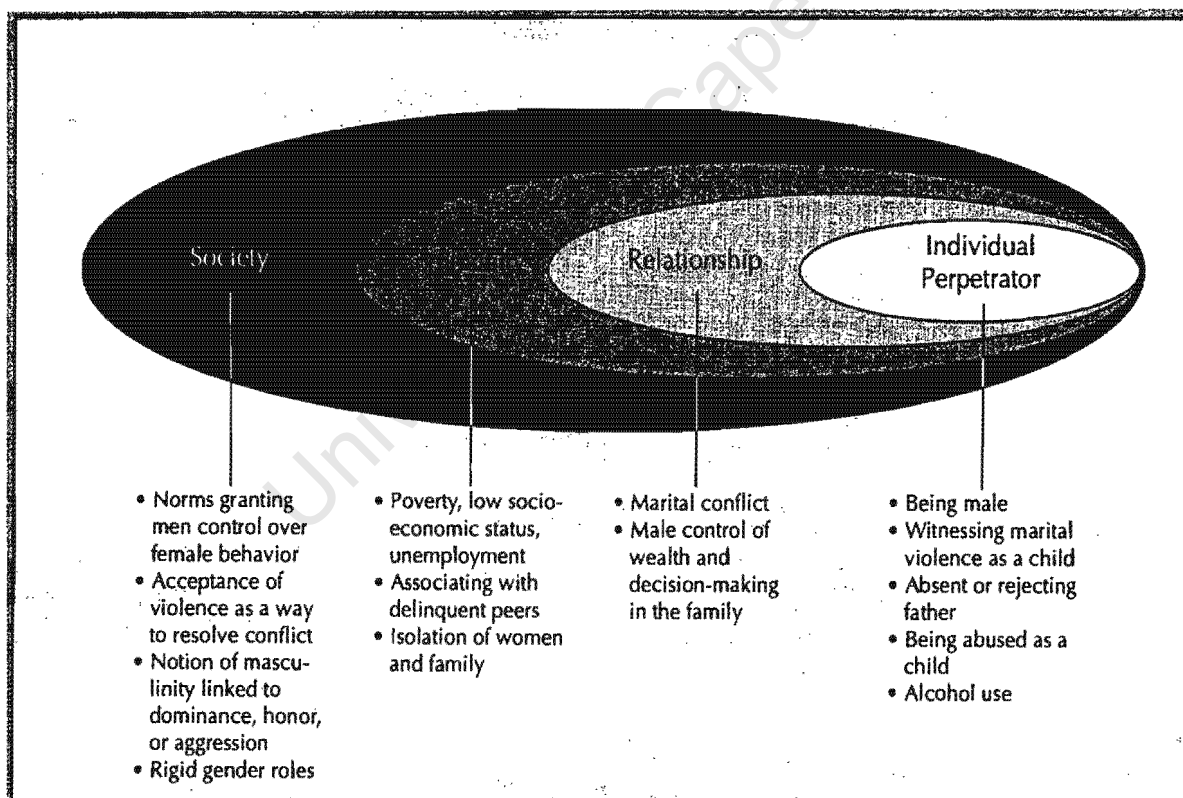 Society
Relationship
Individual
Perpetrator
• Norms granting
men control over
female behavior
• Acceptance of
violence as a way
to resolve conflict
• Notion of mascu-
linity linked to
dominance, honor,
or aggression
• Rigid gender roles
• Poverty, low socio-
economic status,
unemployment
• Associating with
delinquent peers
• Isolation of women
and family
• Marital conflict
• Male control of
wealth and
decision-making
in the family
• Being male
• Witnessing marital
violence as a child
• Absent or rejecting
father
• Being abused as a
child
• Alcohol use